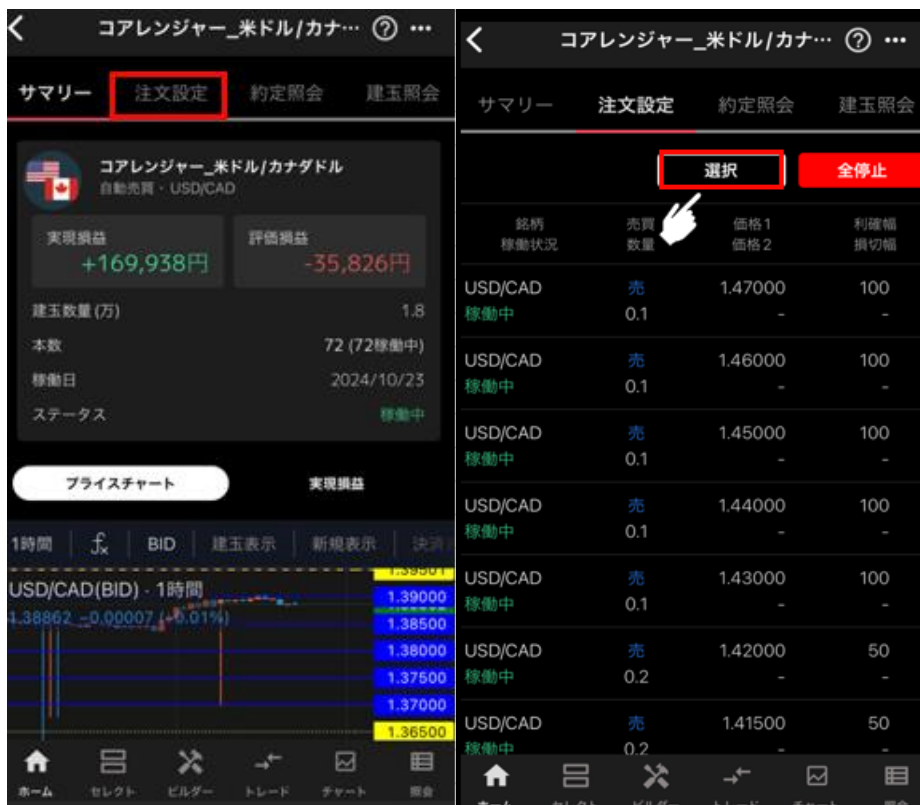 コアレンジャー_米ドル/カナ… ? …
サマリー 注文設定 約定照会 建玉照会
コアレンジャー_米ドル/カナダドル
自動売買・USD/CAD
実現損益 評価損益
+169,938円 -35,826円
建玉数量(万) 1.8
本数 72 (72稼働中)
稼働日 2024/10/23
ステータス 稼働中
プライスチャート 実現損益
1時間 fx BID 建玉表示 新規表示 決済
USD/CAD(BID)・1時間
1.38862 -0.00007 (-0.01%)
1.39501
1.39000
1.38500
1.38000
1.37500
1.37000
1.36500
ホーム セレクト ビルダー トレード チャート 照会
コアレンジャー_米ドル/カナ… ? …
サマリー 注文設定 約定照会 建玉照会
選択 全停止
銘柄 売買 価格1 利確幅
稼働状況 数量 価格2 損切幅
USD/CAD 売 1.47000 100
稼働中 0.1 - -
USD/CAD 売 1.46000 100
稼働中 0.1 - -
USD/CAD 売 1.45000 100
稼働中 0.1 - -
USD/CAD 売 1.44000 100
稼働中 0.1 - -
USD/CAD 売 1.43000 100
稼働中 0.1 - -
USD/CAD 売 1.42000 50
稼働中 0.2 - -
USD/CAD 売 1.41500 50
稼働中 0.2 - -